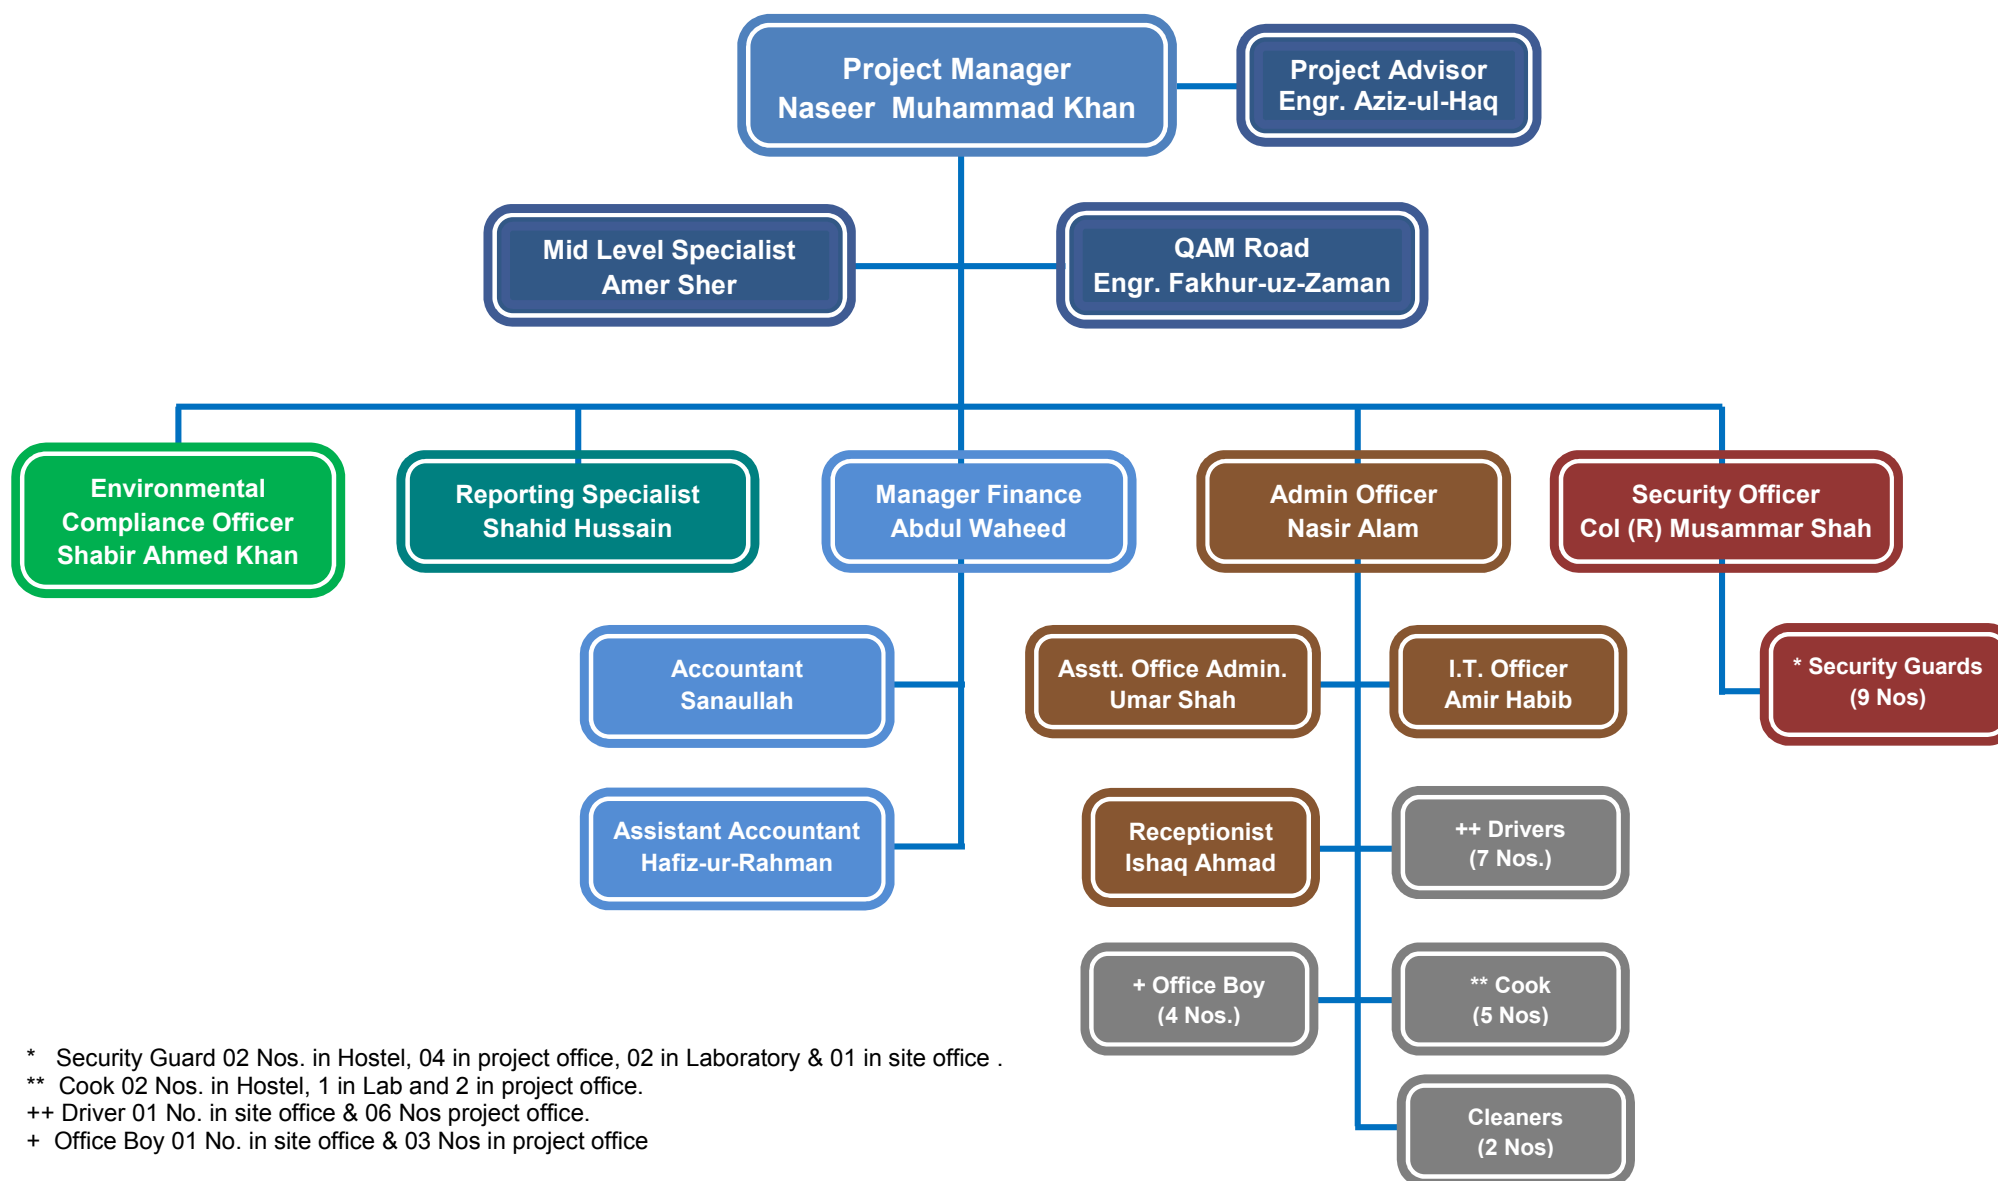 Project Manager
Naseer  Muhammad Khan
Project Advisor
Engr. Aziz-ul-Haq
Mid Level Specialist
Amer Sher
QAM Road
Engr. Fakhur-uz-Zaman
Environmental
Compliance Officer
Shabir Ahmed Khan
Reporting Specialist
Shahid Hussain
Manager Finance
Abdul Waheed
Admin Officer
Nasir Alam
Security Officer
Col (R) Musammar Shah
Accountant
Sanaullah
Asstt. Office Admin.
Umar Shah
I.T. Officer
Amir Habib
* Security Guards
(9 Nos)
Assistant Accountant
Hafiz-ur-Rahman
Receptionist
Ishaq Ahmad
++ Drivers
(7 Nos.)
+ Office Boy
(4 Nos.)
** Cook
(5 Nos)
Cleaners
(2 Nos)
*   Security Guard 02 Nos. in Hostel, 04 in project office, 02 in Laboratory & 01 in site office .
**  Cook 02 Nos. in Hostel, 1 in Lab and 2 in project office.
++ Driver 01 No. in site office & 06 Nos project office.
+  Office Boy 01 No. in site office & 03 Nos in project office